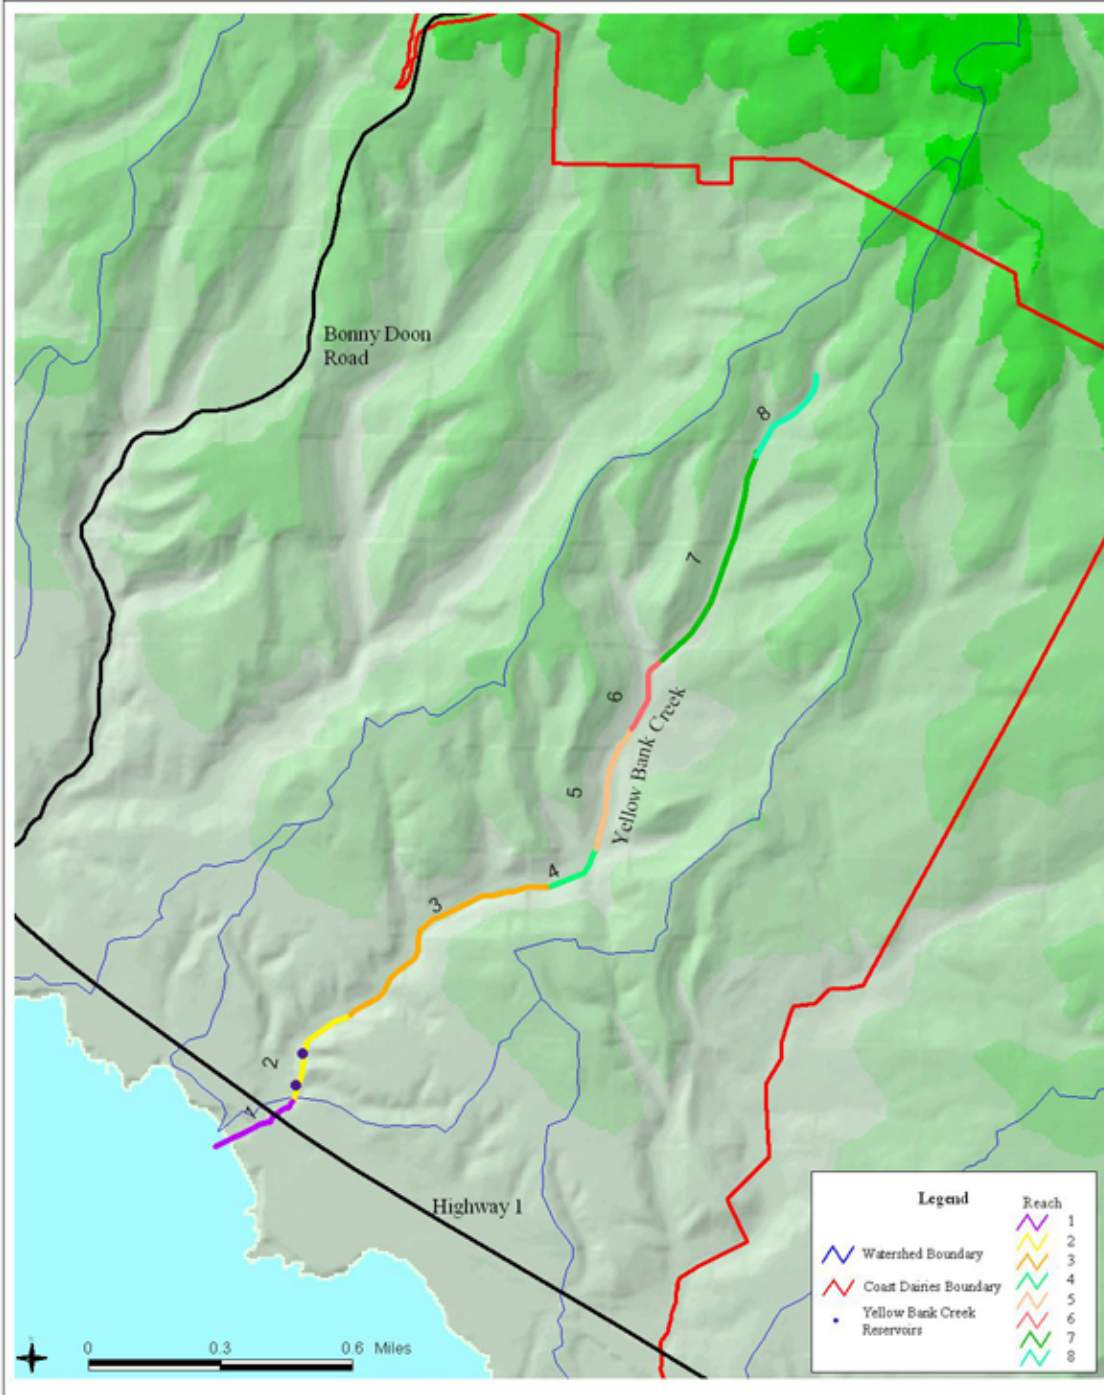 Bonny Doon
Road
8
7
6
Yellow Bank Creek
5
4
3
2
1
Highway 1
0 0.3 0.6 Miles
Legend
Watershed Boundary
Coast Dairies Boundary
Yellow Bank Creek
Reservoirs
Reach
1
2
3
4
5
6
7
8